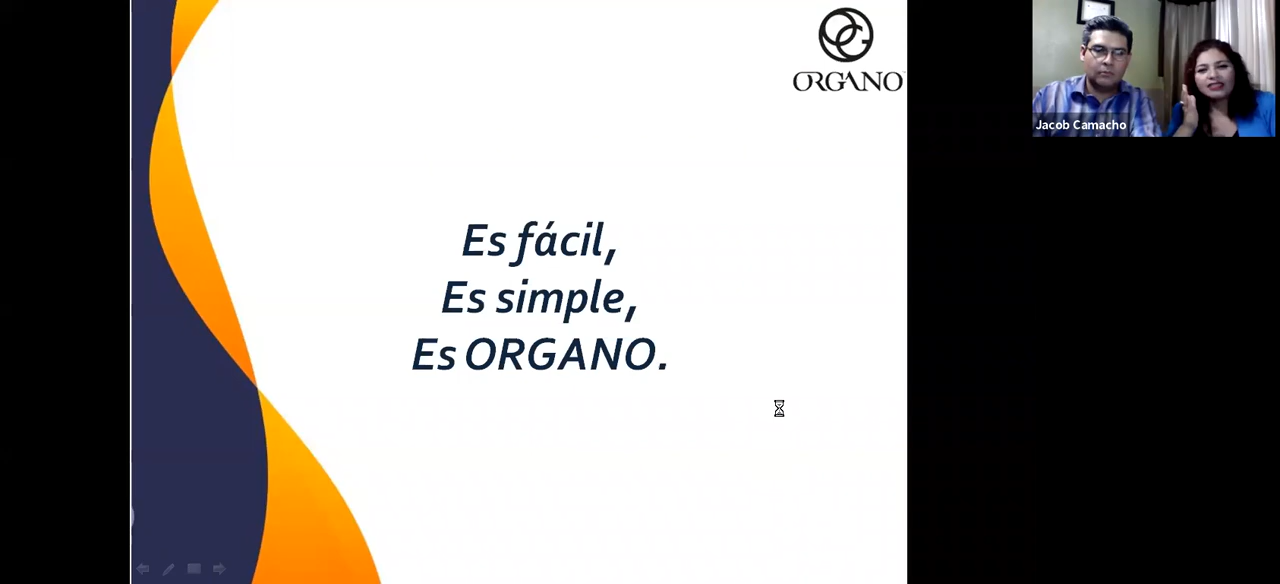 ORGANO
Jacob Camacho
Es fácil,
Es simple,
Es ORGANO.